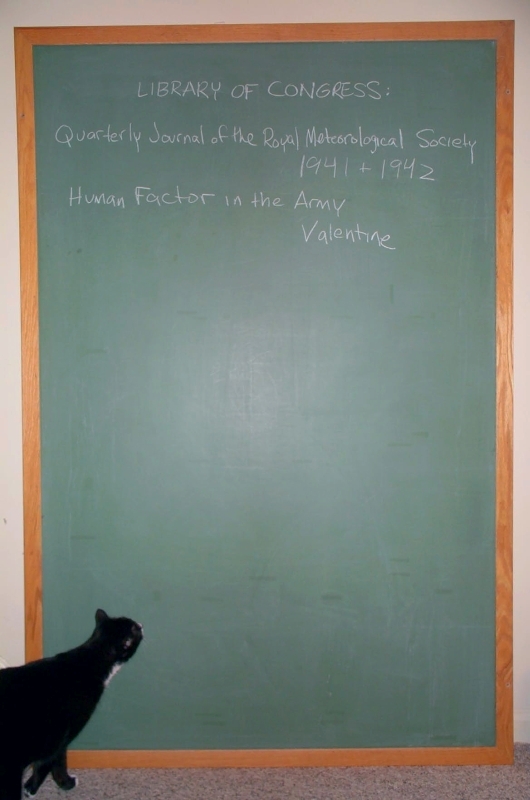 LIBRARY OF CONGRESS:
Quarterly Journal of the Royal Meteorological Society
1941 + 1942
Human Factor in the Army
Valentine